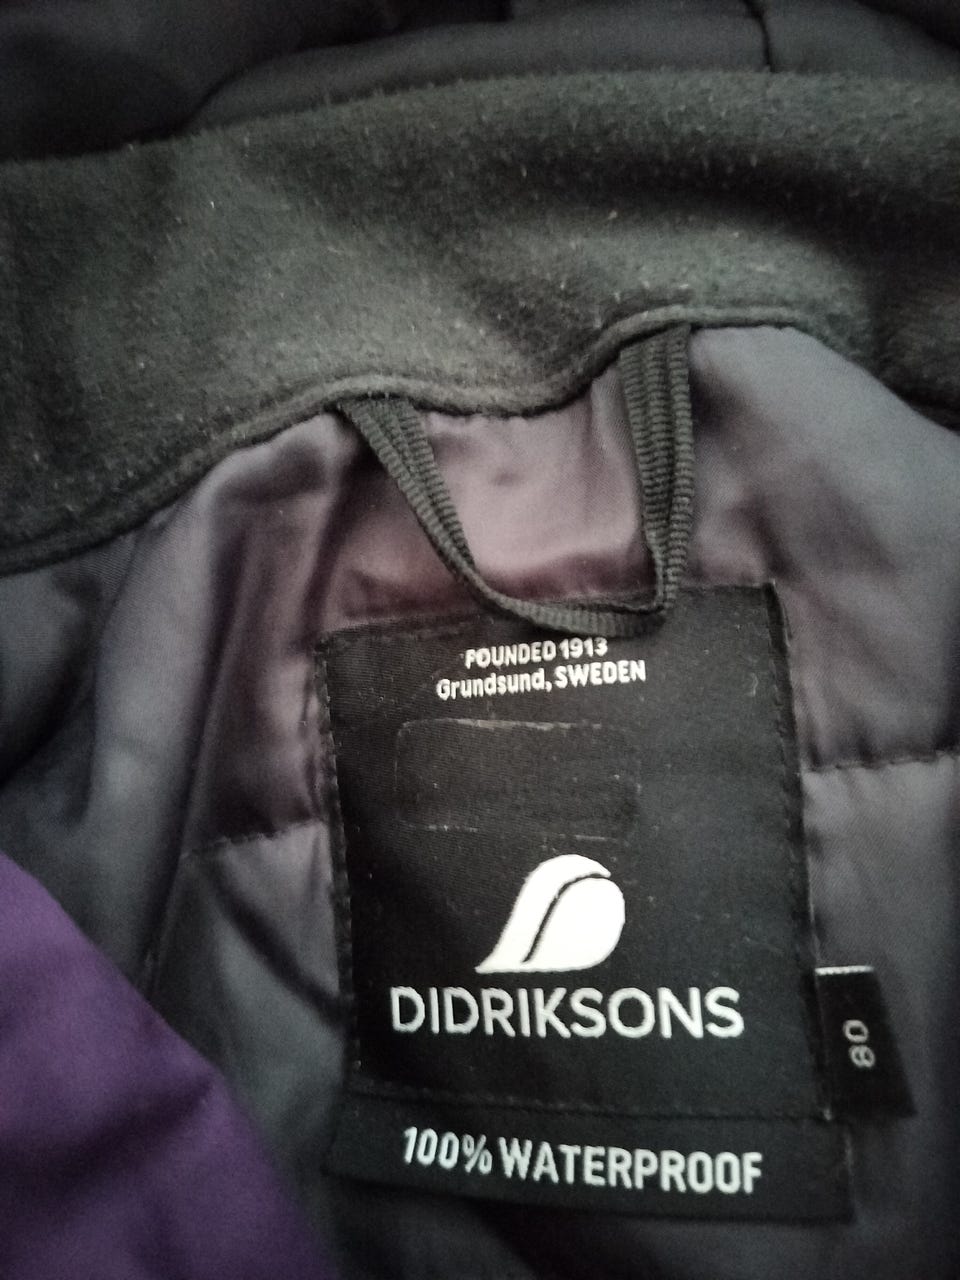 FOUNDED 1913
Grundsund, SWEDEN
DIDRIKSONS
80
100% WATERPROOF